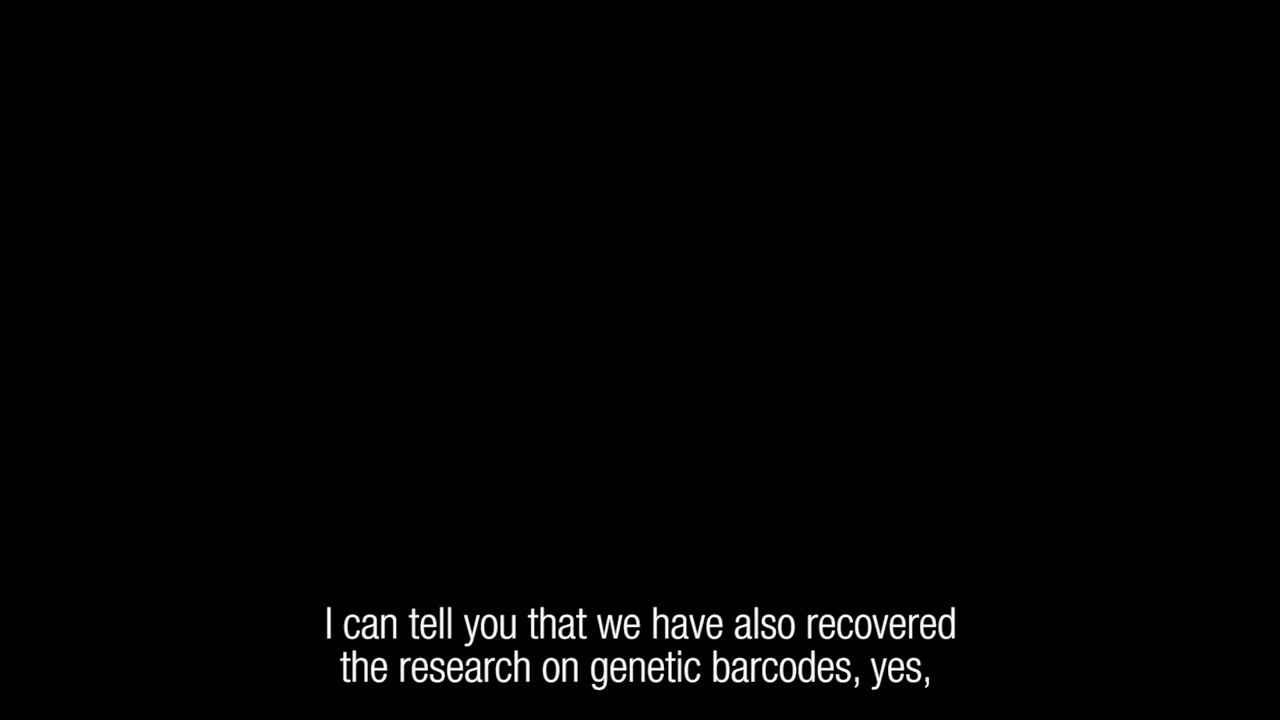 I can tell you that we have also recovered
the research on genetic barcodes, yes,